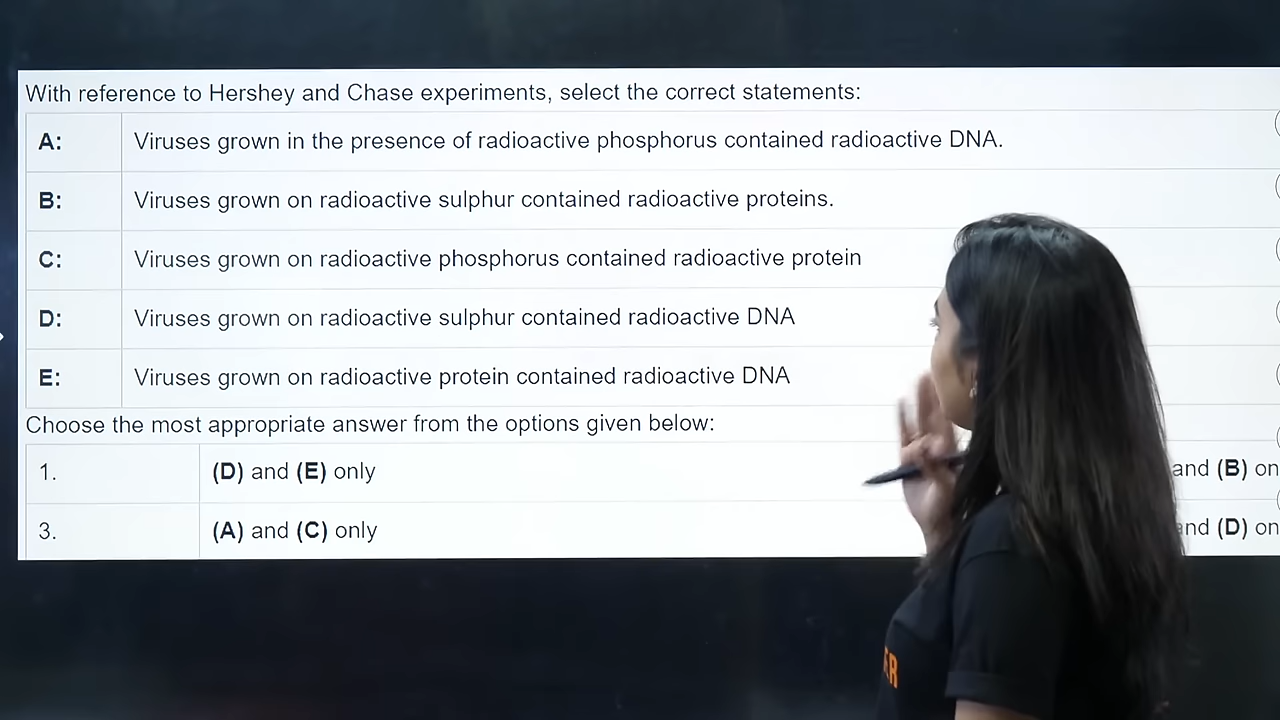 With reference to Hershey and Chase experiments, select the correct statements:
A: Viruses grown in the presence of radioactive phosphorus contained radioactive DNA.
B: Viruses grown on radioactive sulphur contained radioactive proteins.
C: Viruses grown on radioactive phosphorus contained radioactive protein
D: Viruses grown on radioactive sulphur contained radioactive DNA
E: Viruses grown on radioactive protein contained radioactive DNA
Choose the most appropriate answer from the options given below:
1. (D) and (E) only and (B) on
3. (A) and (C) only and (D) on